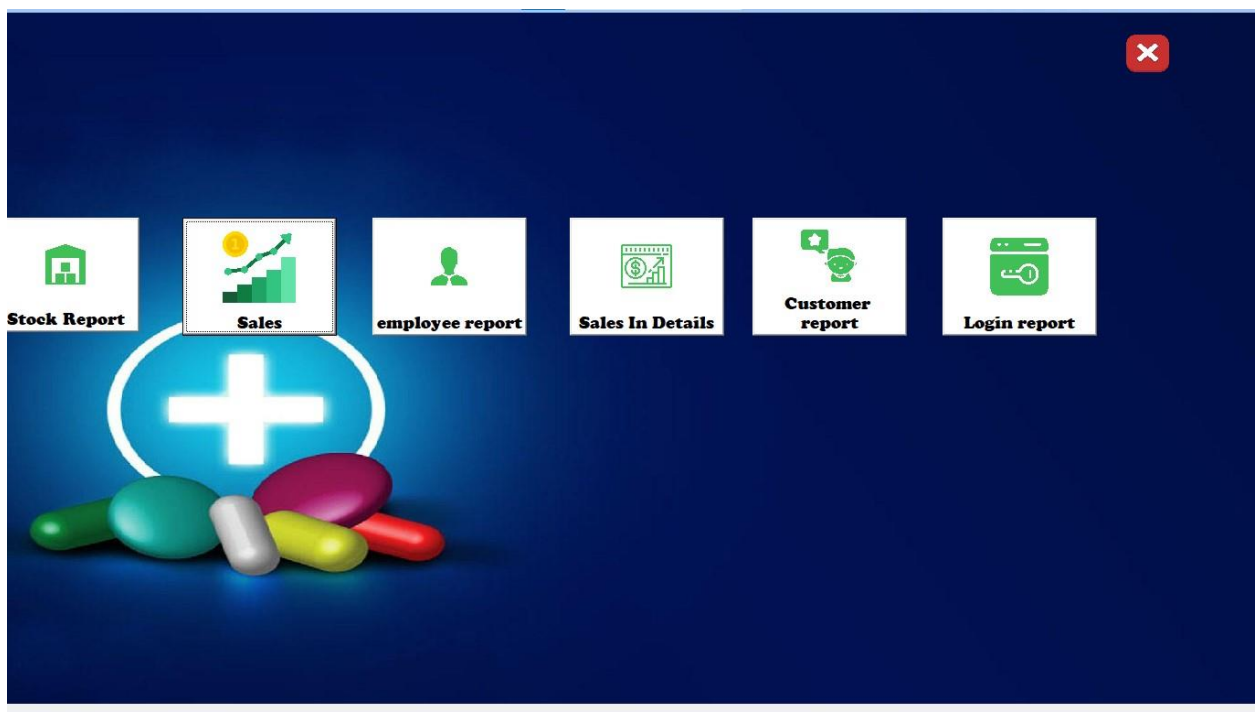 Stock Report
Sales
employee report
Sales In Details
Customer
report
Login report